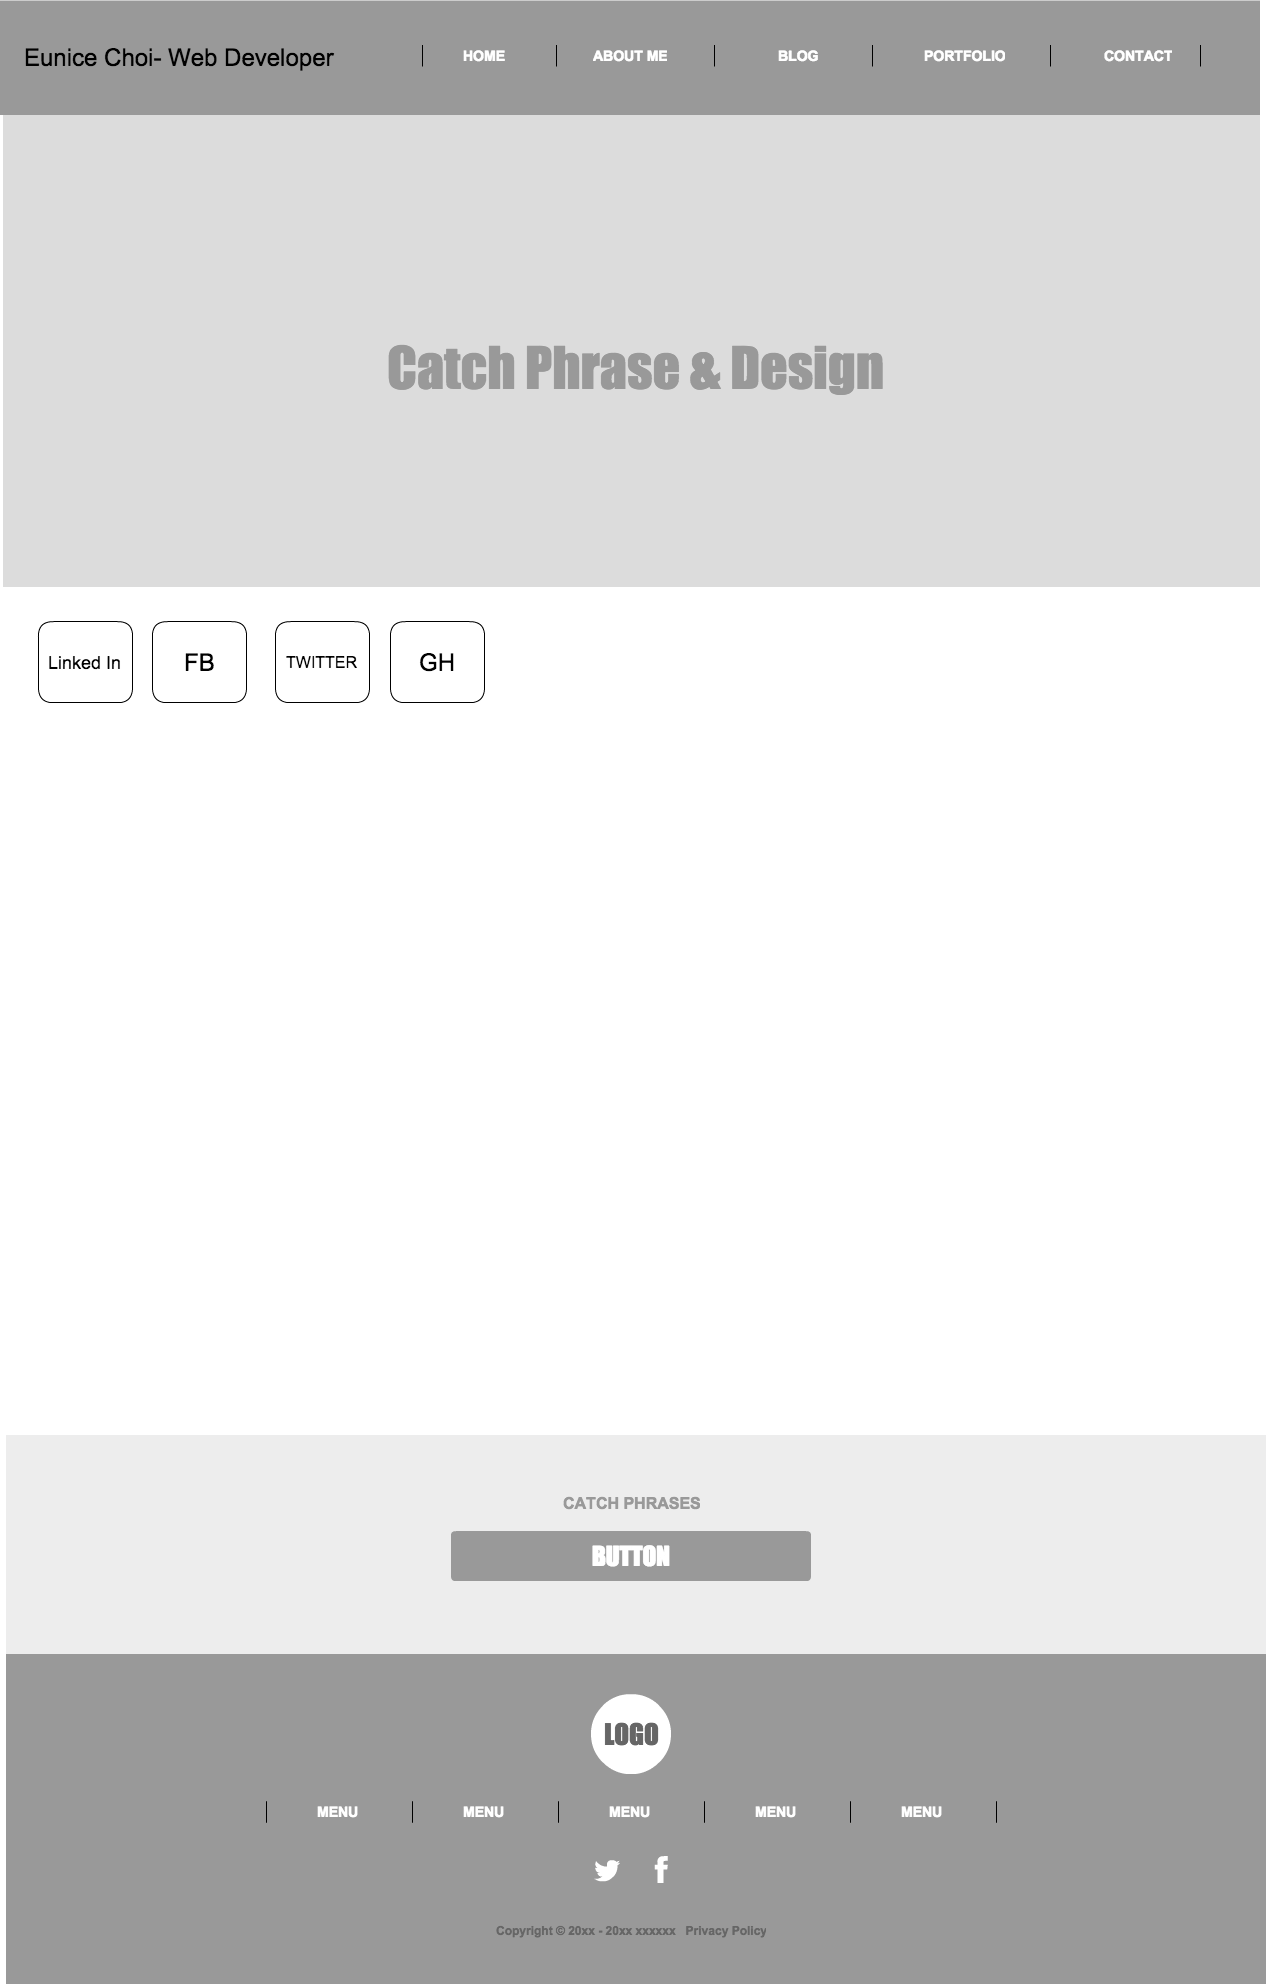 Eunice Choi- Web Developer HOME ABOUT ME BLOG PORTFOLIO CONTACT
Catch Phrase & Design
Linked In FB TWITTER GH
CATCH PHRASES
BUTTON
LOGO
MENU MENU MENU MENU MENU
Copyright © 20xx - 20xx xxxxxx Privacy Policy